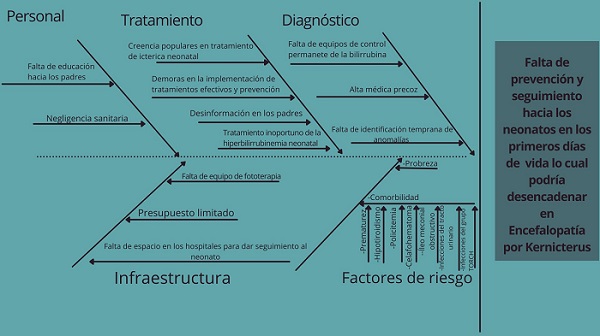 Personal
Tratamiento
Diagnóstico
Falta de educación
hacia los padres
Negligencia sanitaria
Creencia populares en tratamiento
de icterica neonatal
Demoras en la implementación de
tratamientos efectivos y prevención
Desinformación en los padres
Tratamiento inoportuno de la
hiperbilirrubinemia neonatal
Falta de equipos de control
permanete de la bilirrubina
Alta médica precoz
Falta de identificación temprana de
anomalías
Falta de equipo de fototerapia
Presupuesto limitado
Falta de espacio en los hospitales para dar seguimiento al
neonato
Infraestructura
-Probreza
-Comorbilidad
-Prematurez
-Hipotiroidismo
-Policitemia
-Celafohematoma
-Íleo meconial
obstructivo
-Infecciones del tracto
urinario
-Infecciones del grupo
TORCH
Factores de riesgo
Falta de
prevención y
seguimiento
hacia los
neonatos en los
primeros días
de vida lo cual
podría
desencadenar
en
Encefalopatía
por Kernicterus